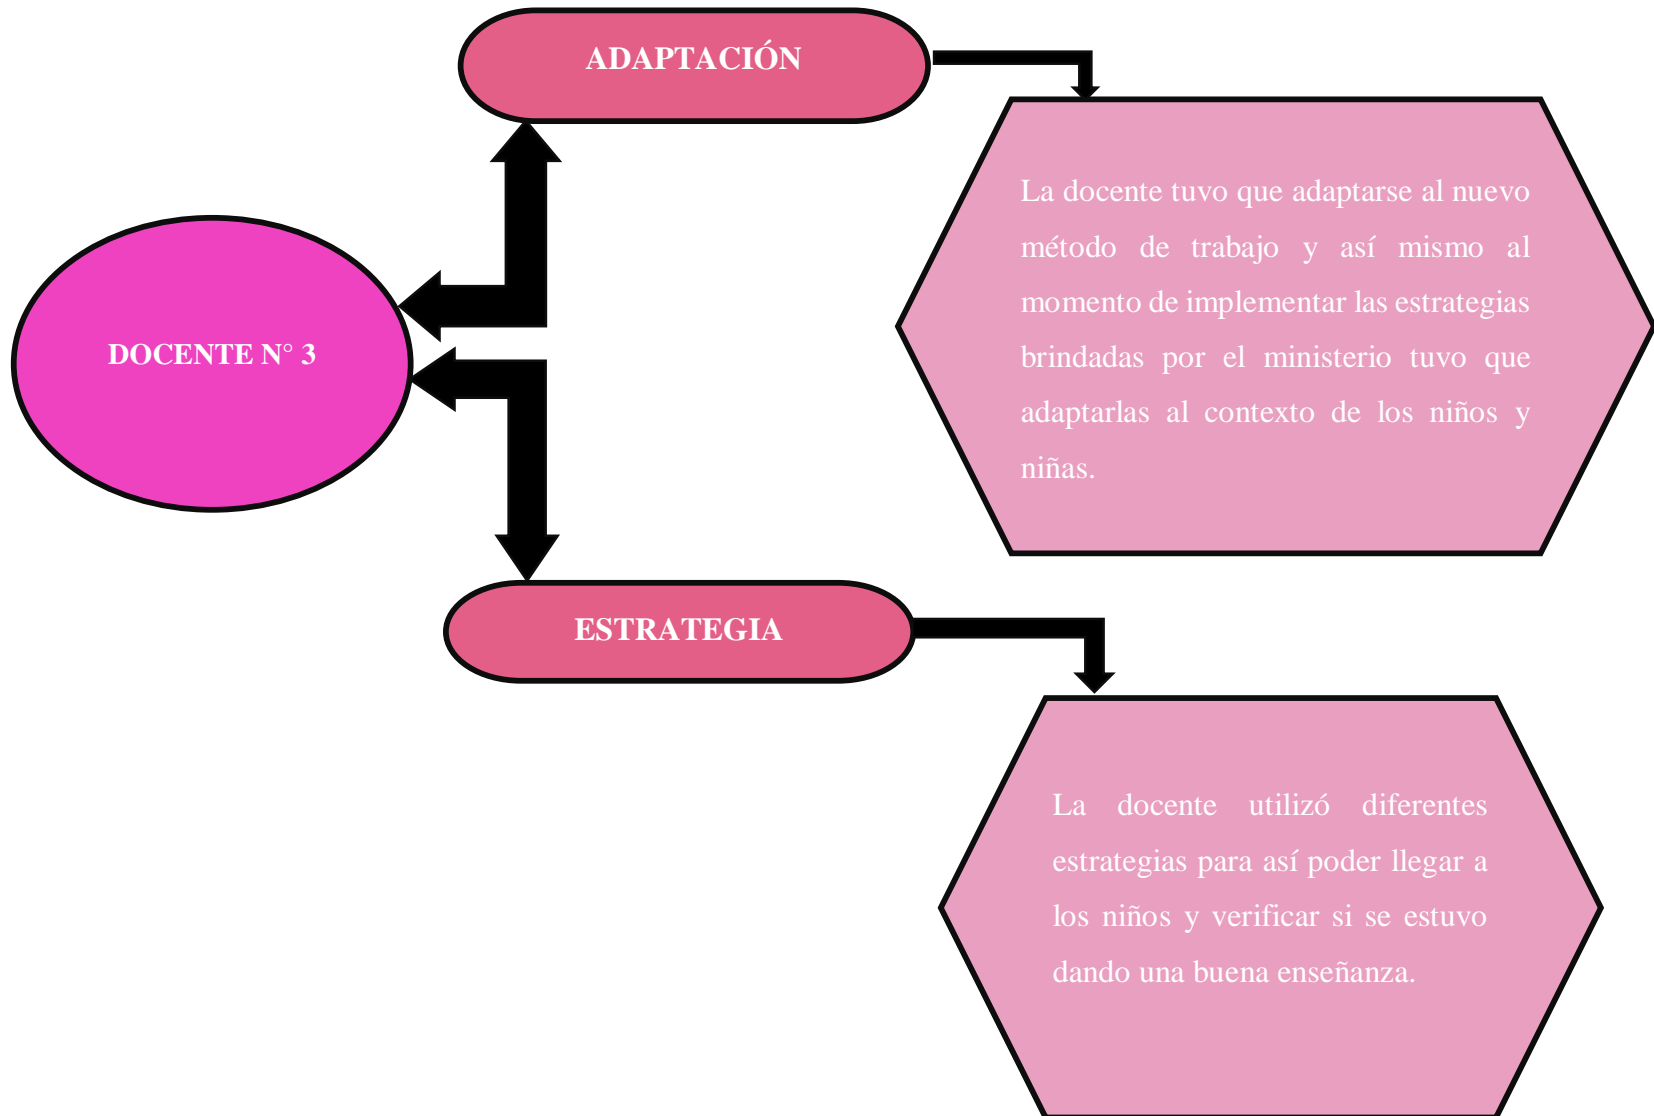 ADAPTACIÓN
La docente tuvo que adaptarse al nuevo
método de trabajo y así mismo al
momento de implementar las estrategias
brindadas por el ministerio tuvo que
adaptarlas al contexto de los niños y
niñas.
DOCENTE N° 3
ESTRATEGIA
La docente utilizó diferentes
estrategias para así poder llegar a
los niños y verificar si se estuvo
dando una buena enseñanza.